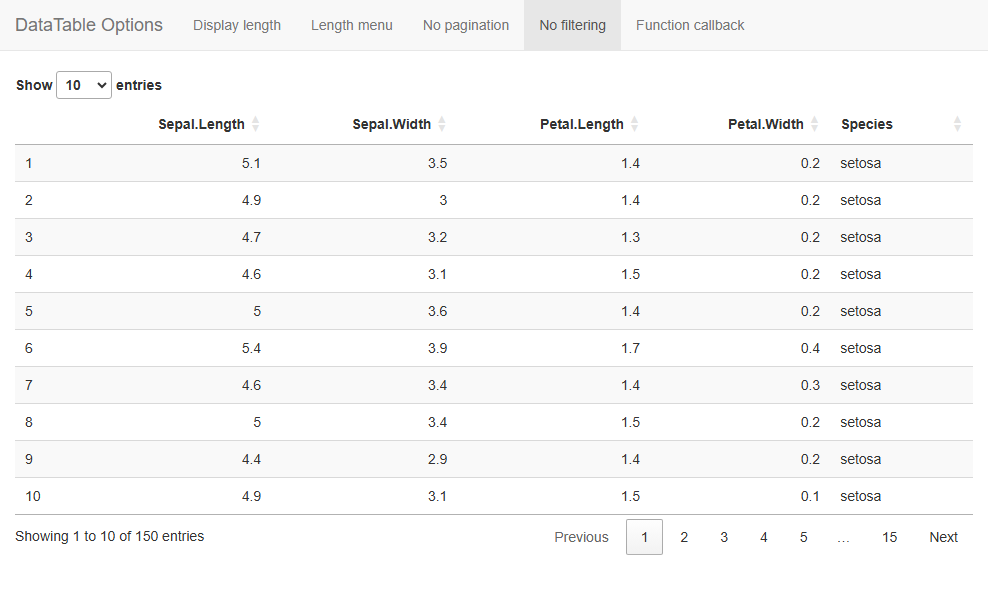 DataTable Options Display length Length menu No pagination No filtering Function callback
Show 10 entries
Sepal.Length Sepal.Width Petal.Length Petal.Width Species
1 5.1 3.5 1.4 0.2 setosa
2 4.9 3 1.4 0.2 setosa
3 4.7 3.2 1.3 0.2 setosa
4 4.6 3.1 1.5 0.2 setosa
5 5 3.6 1.4 0.2 setosa
6 5.4 3.9 1.7 0.4 setosa
7 4.6 3.4 1.4 0.3 setosa
8 5 3.4 1.5 0.2 setosa
9 4.4 2.9 1.4 0.2 setosa
10 4.9 3.1 1.5 0.1 setosa
Showing 1 to 10 of 150 entries Previous 1 2 3 4 5 … 15 Next